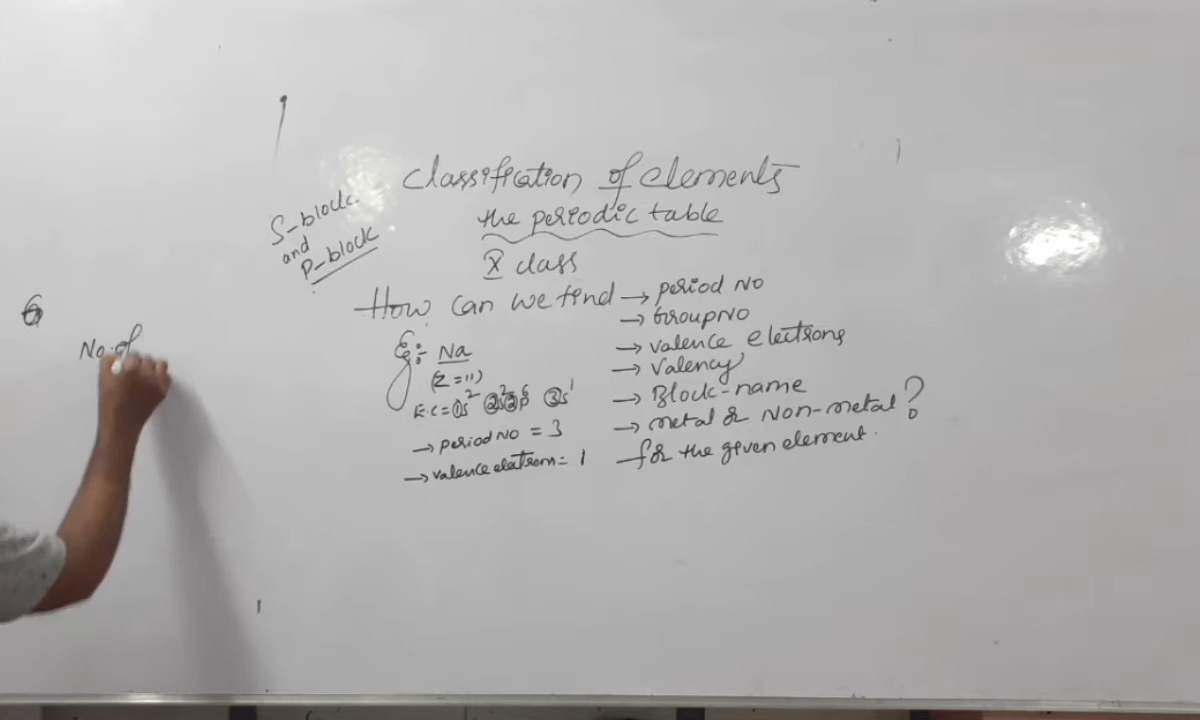 Classification of elements
the periodic table
X class
S-block
and
P-block
How can we find → period No
→ Group No
→ valence electrons
→ valency
→ Block-name
→ metal or Non-metal?
for the given element.
Eg:- Na
(Z=11)
E.C = 1s² 2s² 2p⁶ 3s¹
→ period No = 3
→ valence electrons = 1
No. of